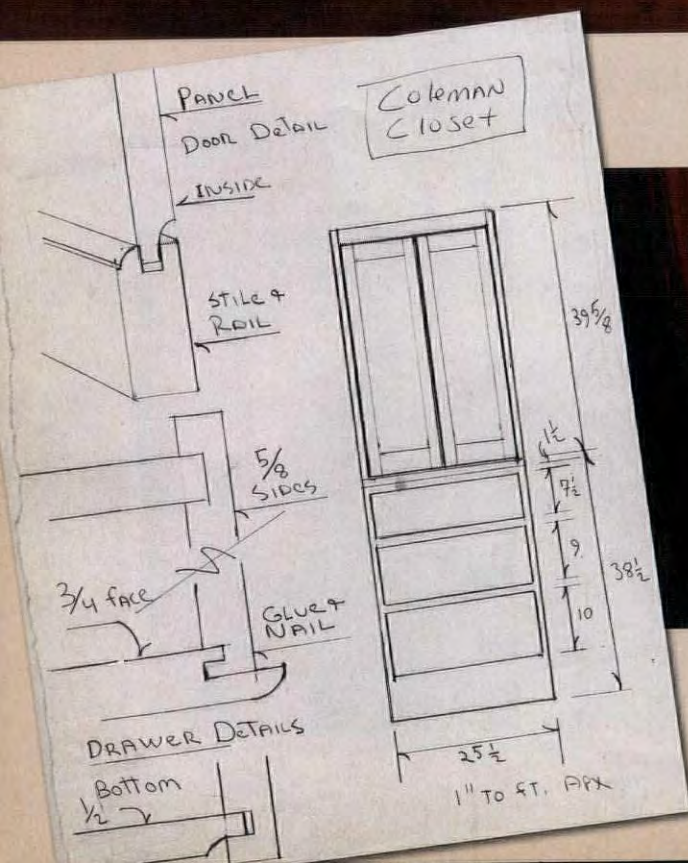 PANEL
DOOR DETAIL
INSIDE
STILE &
RAIL
5/8
SIDES
3/4 FACE
GLUE &
NAIL
DRAWER DETAILS
Bottom
1/2
Coleman
Closet
39 5/8
1 1/2
7 1/2
9
10
38 1/2
25 1/2
1" TO FT. APX